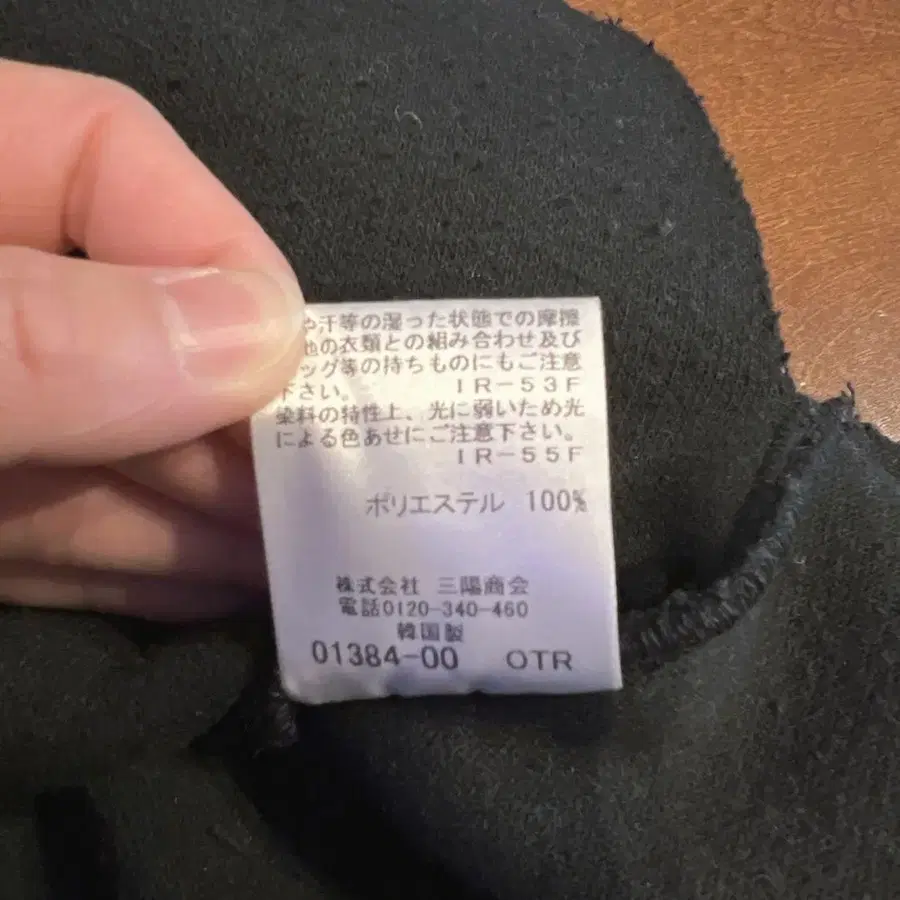 や汗等の湿った状態での摩擦
他の衣類との組み合わせ及び
ッグ等の持ちものにもご注意
下さい。 IR-53F
染料の特性上、光に弱いため光
による色あせにご注意下さい。
IR-55F
ポリエステル 100%
株式会社 三陽商会
電話0120-340-460
韓国製
01384-00 OTR